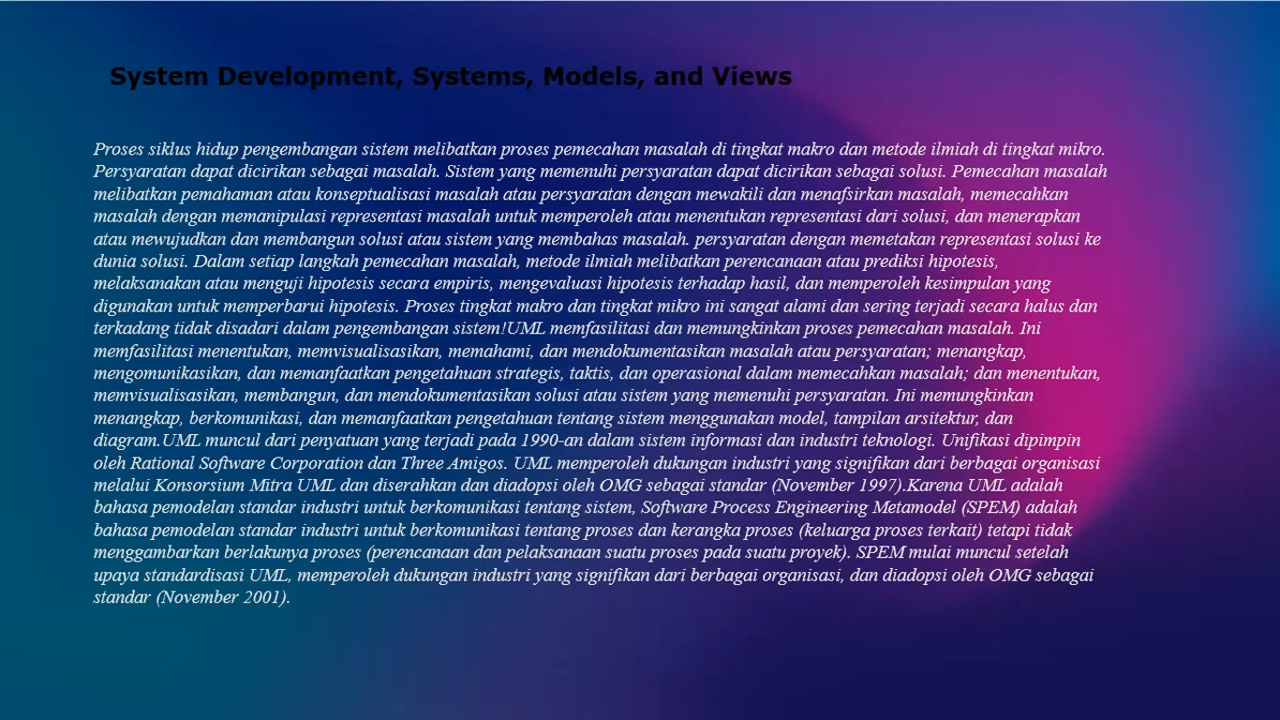 System Development, Systems, Models, and Views
Proses siklus hidup pengembangan sistem melibatkan proses pemecahan masalah di tingkat makro dan metode ilmiah di tingkat mikro.
Persyaratan dapat dicirikan sebagai masalah. Sistem yang memenuhi persyaratan dapat dicirikan sebagai solusi. Pemecahan masalah
melibatkan pemahaman atau konseptualisasi masalah atau persyaratan dengan mewakili dan menafsirkan masalah, memecahkan
masalah dengan memanipulasi representasi masalah untuk memperoleh atau menentukan representasi dari solusi, dan menerapkan
atau mewujudkan dan membangun solusi atau sistem yang membahas masalah. persyaratan dengan memetakan representasi solusi ke
dunia solusi. Dalam setiap langkah pemecahan masalah, metode ilmiah melibatkan perencanaan atau prediksi hipotesis,
melaksanakan atau menguji hipotesis secara empiris, mengevaluasi hipotesis terhadap hasil, dan memperoleh kesimpulan yang
digunakan untuk memperbarui hipotesis. Proses tingkat makro dan tingkat mikro ini sangat alami dan sering terjadi secara halus dan
terkadang tidak disadari dalam pengembangan sistem!UML memfasilitasi dan memungkinkan proses pemecahan masalah. Ini
memfasilitasi menentukan, memvisualisasikan, memahami, dan mendokumentasikan masalah atau persyaratan; menangkap,
mengomunikasikan, dan memanfaatkan pengetahuan strategis, taktis, dan operasional dalam memecahkan masalah; dan menentukan,
memvisualisasikan, membangun, dan mendokumentasikan solusi atau sistem yang memenuhi persyaratan. Ini memungkinkan
menangkap, berkomunikasi, dan memanfaatkan pengetahuan tentang sistem menggunakan model, tampilan arsitektur, dan
diagram.UML muncul dari penyatuan yang terjadi pada 1990-an dalam sistem informasi dan industri teknologi. Unifikasi dipimpin
oleh Rational Software Corporation dan Three Amigos. UML memperoleh dukungan industri yang signifikan dari berbagai organisasi
melalui Konsorsium Mitra UML dan diserahkan dan diadopsi oleh OMG sebagai standar (November 1997).Karena UML adalah
bahasa pemodelan standar industri untuk berkomunikasi tentang sistem, Software Process Engineering Metamodel (SPEM) adalah
bahasa pemodelan standar industri untuk berkomunikasi tentang proses dan kerangka proses (keluarga proses terkait) tetapi tidak
menggambarkan berlakunya proses (perencanaan dan pelaksanaan suatu proses pada suatu proyek). SPEM mulai muncul setelah
upaya standardisasi UML, memperoleh dukungan industri yang signifikan dari berbagai organisasi, dan diadopsi oleh OMG sebagai
standar (November 2001).